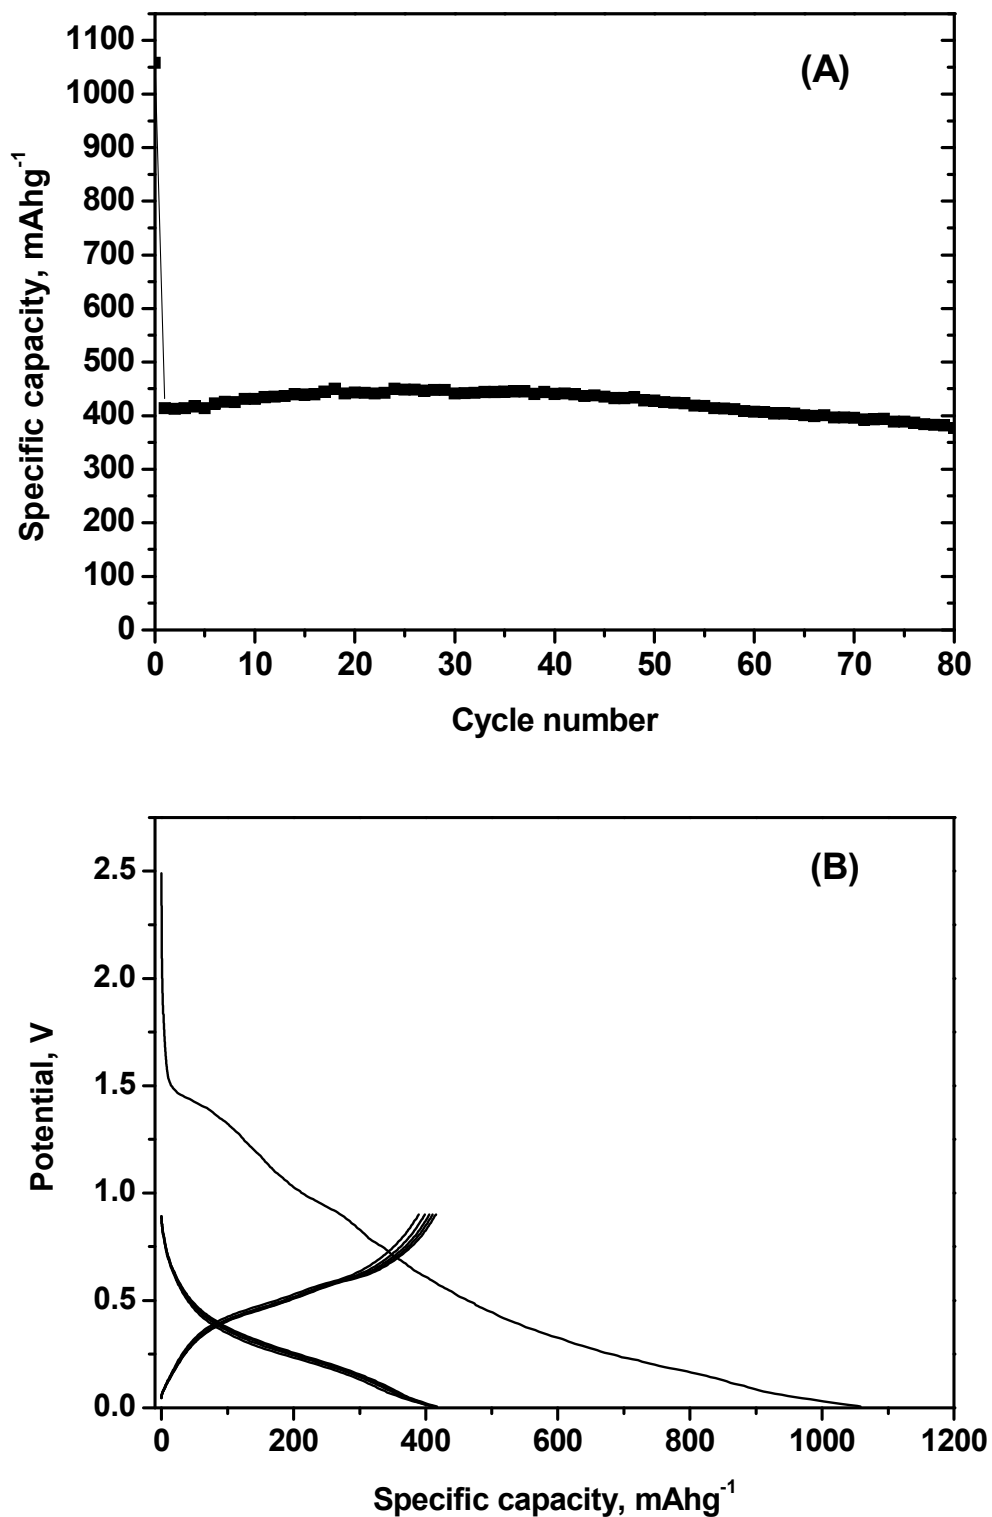 (A)
Specific capacity, mAhg-1
1100
1000
900
800
700
600
500
400
300
200
100
0
0 10 20 30 40 50 60 70 80
Cycle number
(B)
Potential, V
2.5
2.0
1.5
1.0
0.5
0.0
0 200 400 600 800 1000 1200
Specific capacity, mAhg-1